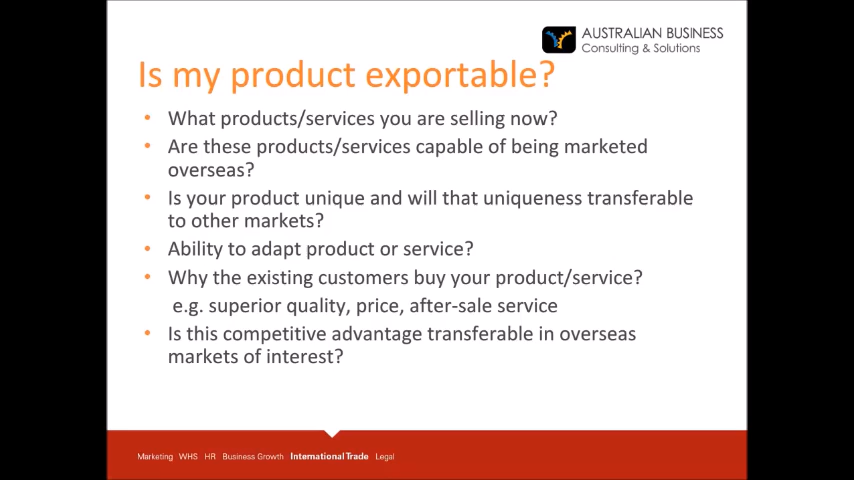 AUSTRALIAN BUSINESS
Consulting & Solutions
Is my product exportable?
• What products/services you are selling now?
• Are these products/services capable of being marketed
overseas?
• Is your product unique and will that uniqueness transferable
to other markets?
• Ability to adapt product or service?
• Why the existing customers buy your product/service?
e.g. superior quality, price, after-sale service
• Is this competitive advantage transferable in overseas
markets of interest?
Marketing WHS HR Business Growth International Trade Legal